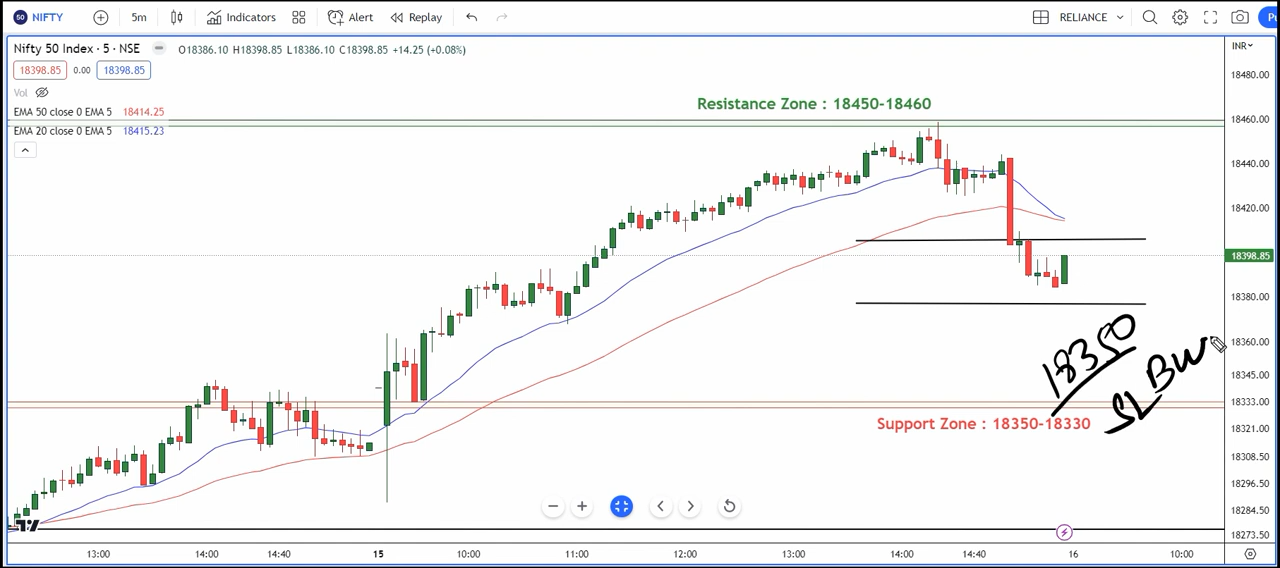 50 NIFTY 5m Indicators Alert Replay RELIANCE Pu
Nifty 50 Index · 5 · NSE O18386.10 H18398.85 L18386.10 C18398.85 +14.25 (+0.08%) INR
18398.85 0.00 18398.85
Vol
EMA 50 close 0 EMA 5 18414.25
EMA 20 close 0 EMA 5 18415.23
Resistance Zone : 18450-18460
18480.00
18460.00
18440.00
18420.00
18398.85
18380.00
18360.00
18345.00
18333.00
18321.00
18308.50
18296.50
18284.50
18273.50
18350
SL BW
Support Zone : 18350-18330
13:00 14:00 14:40 15 10:00 11:00 12:00 13:00 14:00 14:40 16 10:00